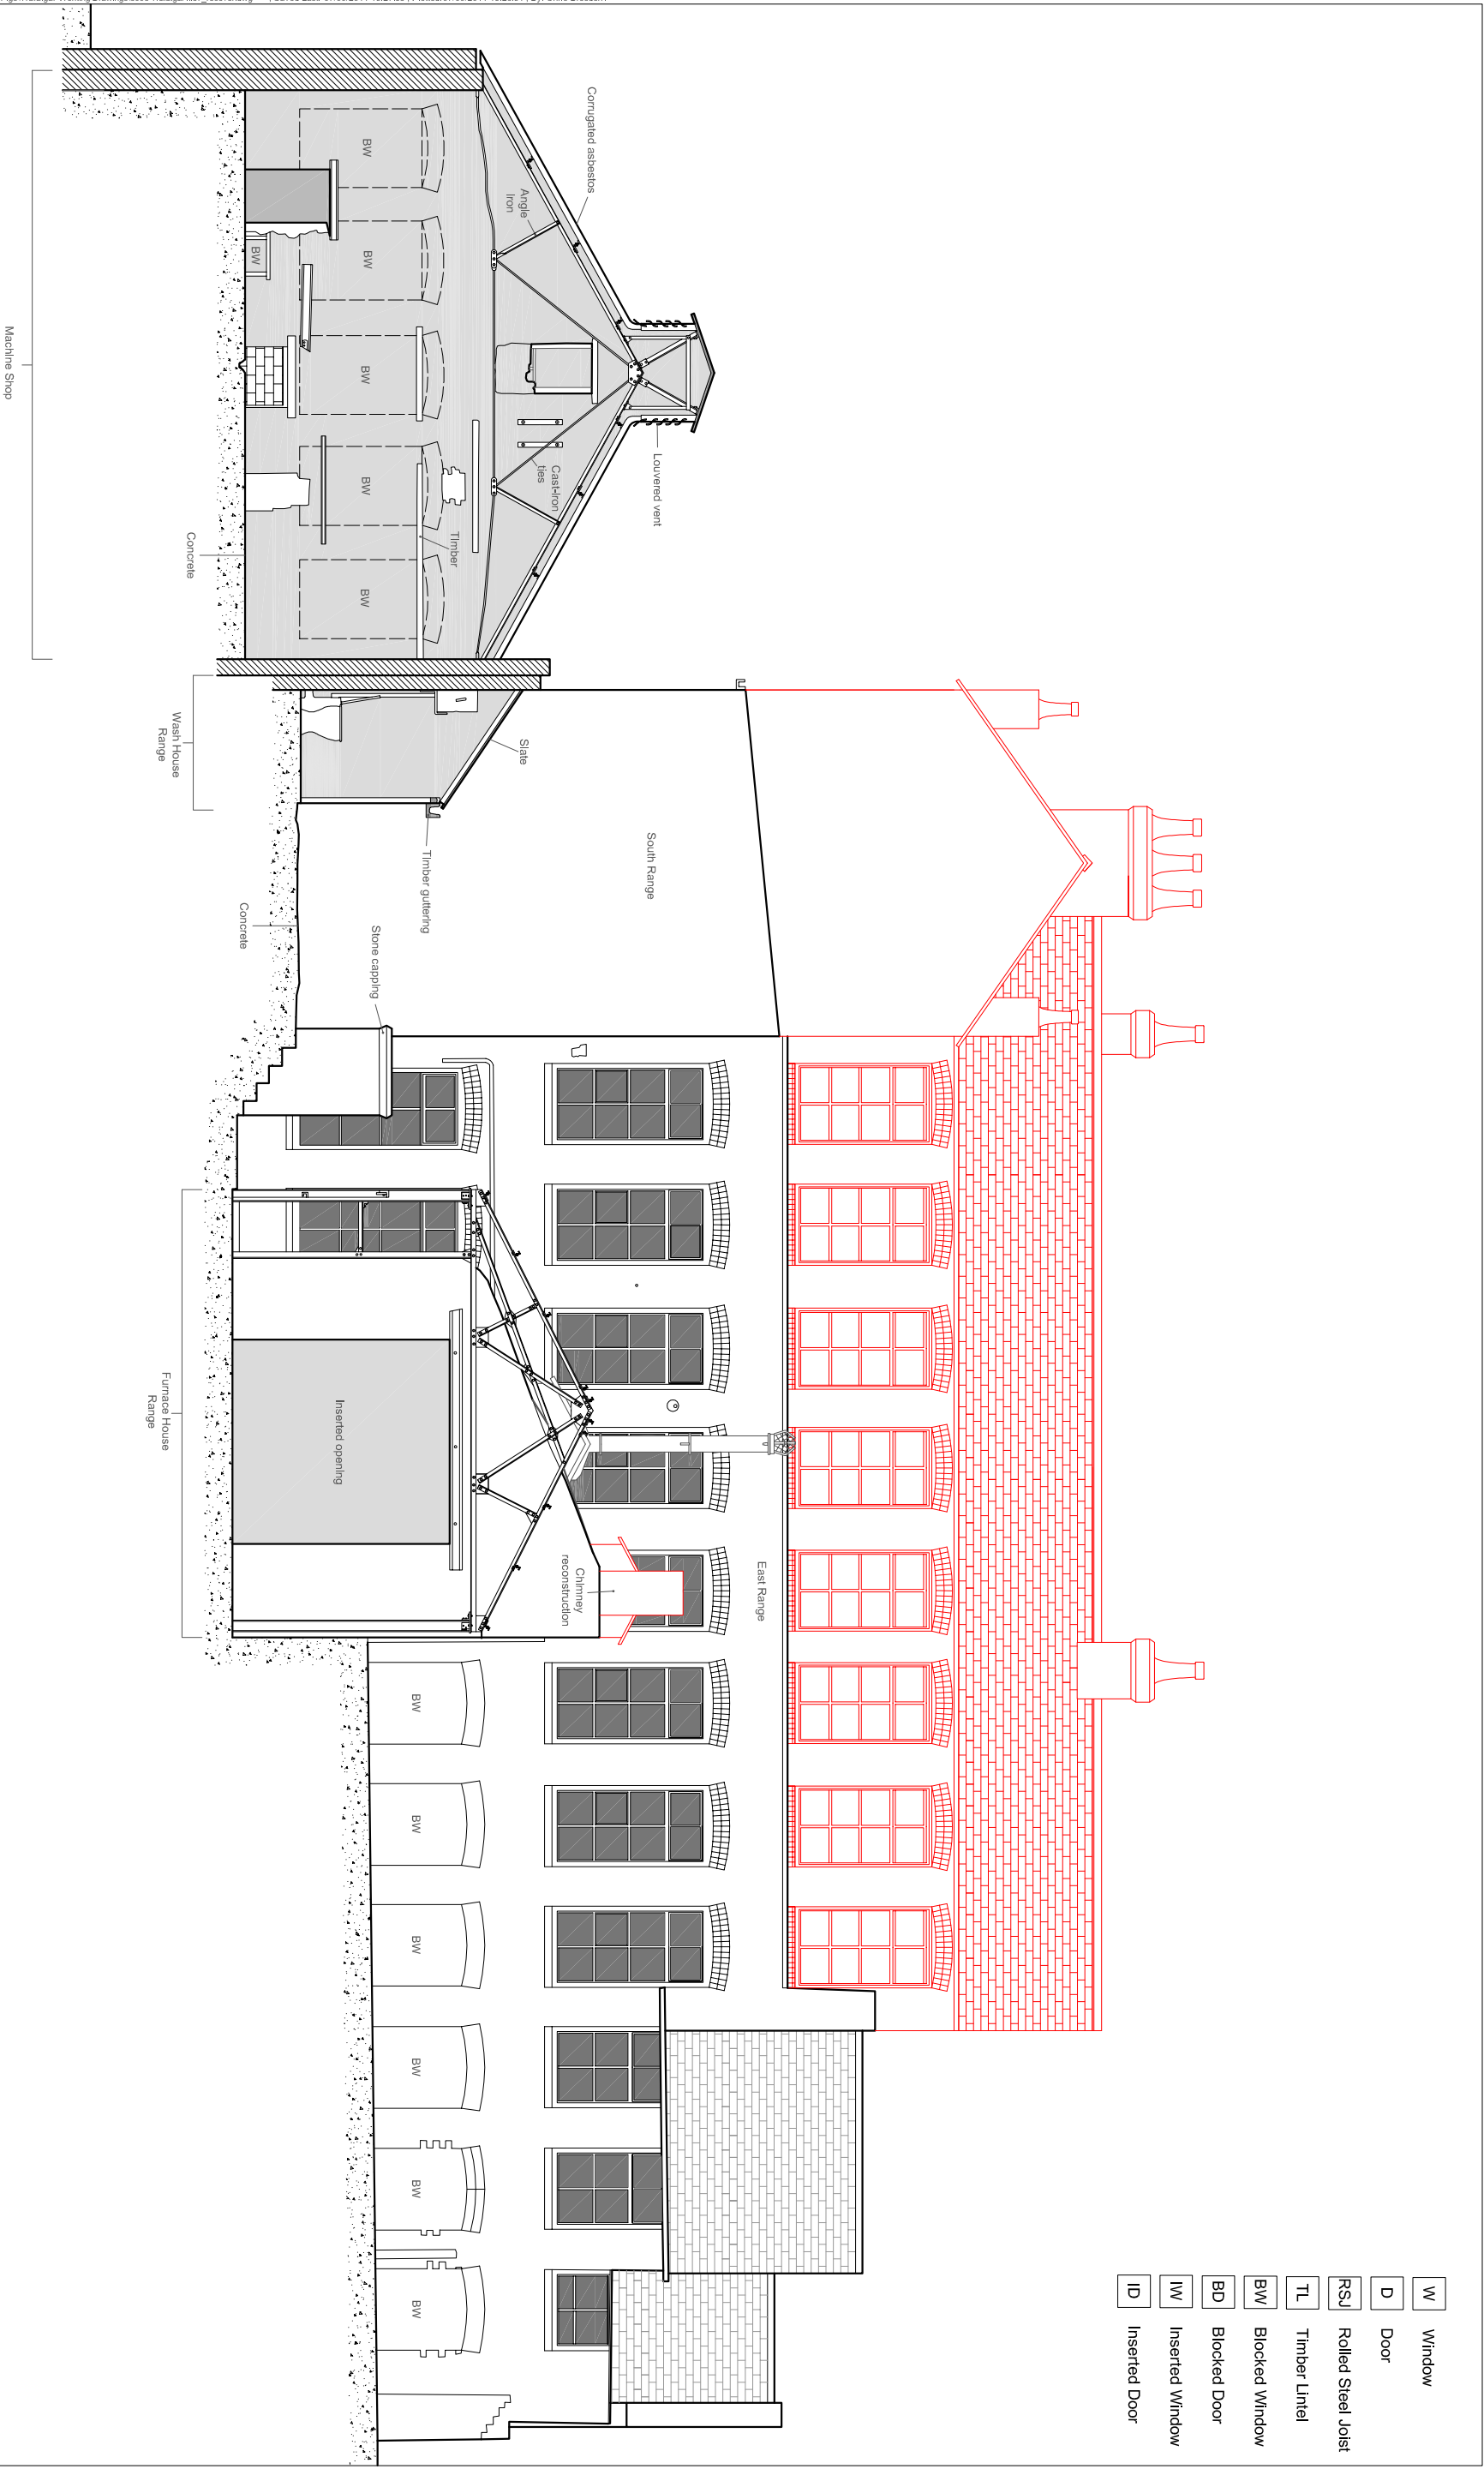 W
Window
D
Door
RSJ
Rolled Steel Joist
TL
Timber Lintel
BW
Blocked Window
BD
Blocked Door
IW
Inserted Window
ID
Inserted Door
Corrugated asbestos
Angle
Iron
Louvered vent
Cast-Iron
ties
Timber
BW
BW
BW
BW
BW
BW
Concrete
Machine Shop
Slate
Timber guttering
Wash House
Range
South Range
Concrete
Stone capping
East Range
Chimney
reconstruction
Inserted opening
Furnace House
Range
BW
BW
BW
BW
BW
BW